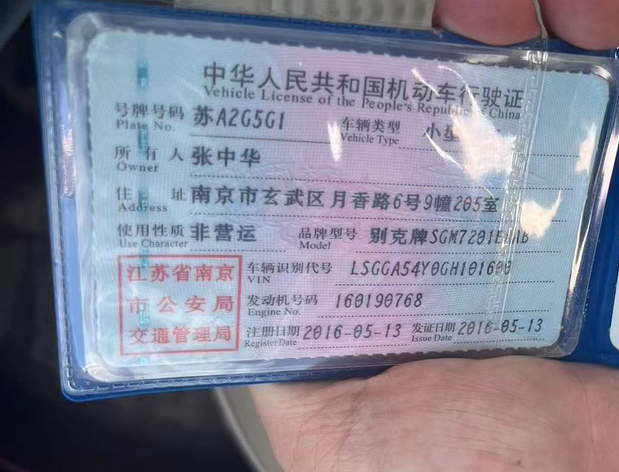 中华人民共和国机动车行驶证
Vehicle License of the People's Republic of China
号牌号码 苏A2G5G1 车辆类型
Plate No. Vehicle Type
所有人 张中华
Owner
住址 南京市玄武区月香路6号9幢205室
Address
使用性质 非营运 品牌型号 别克牌
Use Character Model
江苏省南京 车辆识别代号
VIN
市公安局 发动机号码 160190768
Engine No.
交通管理局 注册日期 2016-05-13 发证日期 2016-05-13
Register Date Issue Date